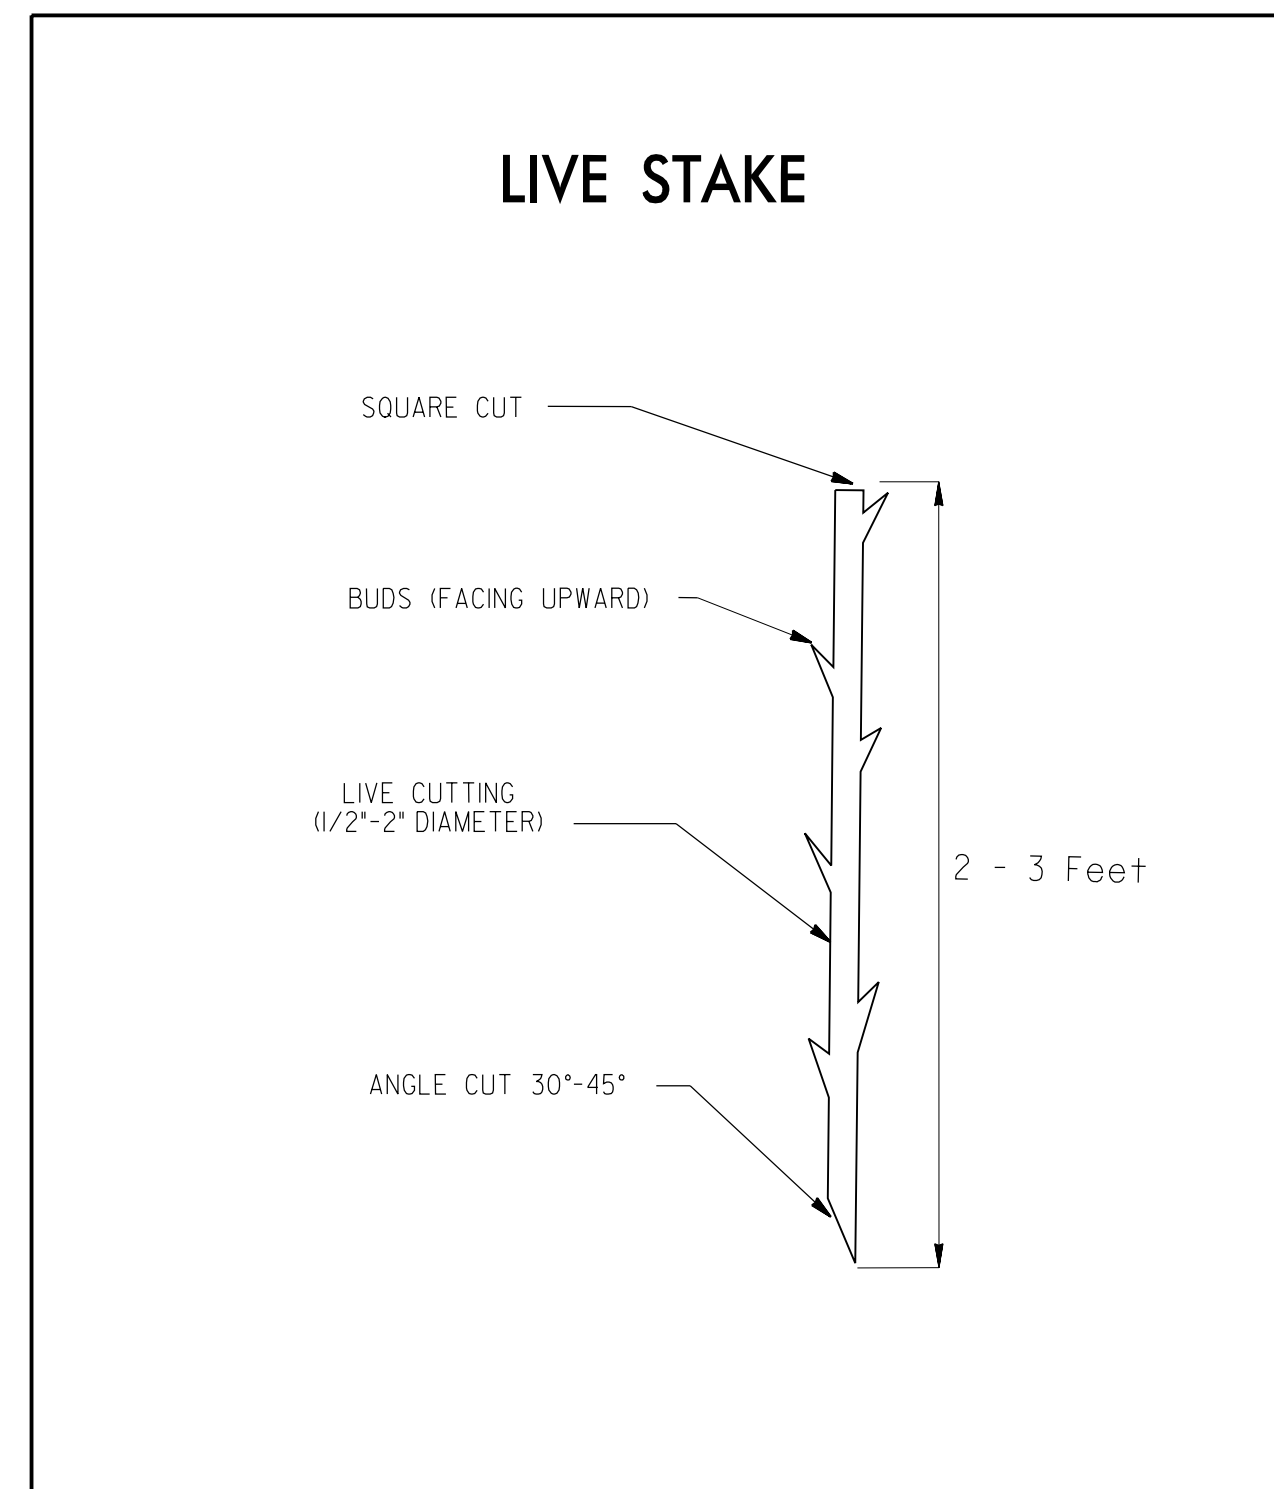 LIVE STAKE
SQUARE CUT
BUDS (FACING UPWARD)
LIVE CUTTING
(1/2"-2" DIAMETER)
2 - 3 Feet
ANGLE CUT 30°-45°